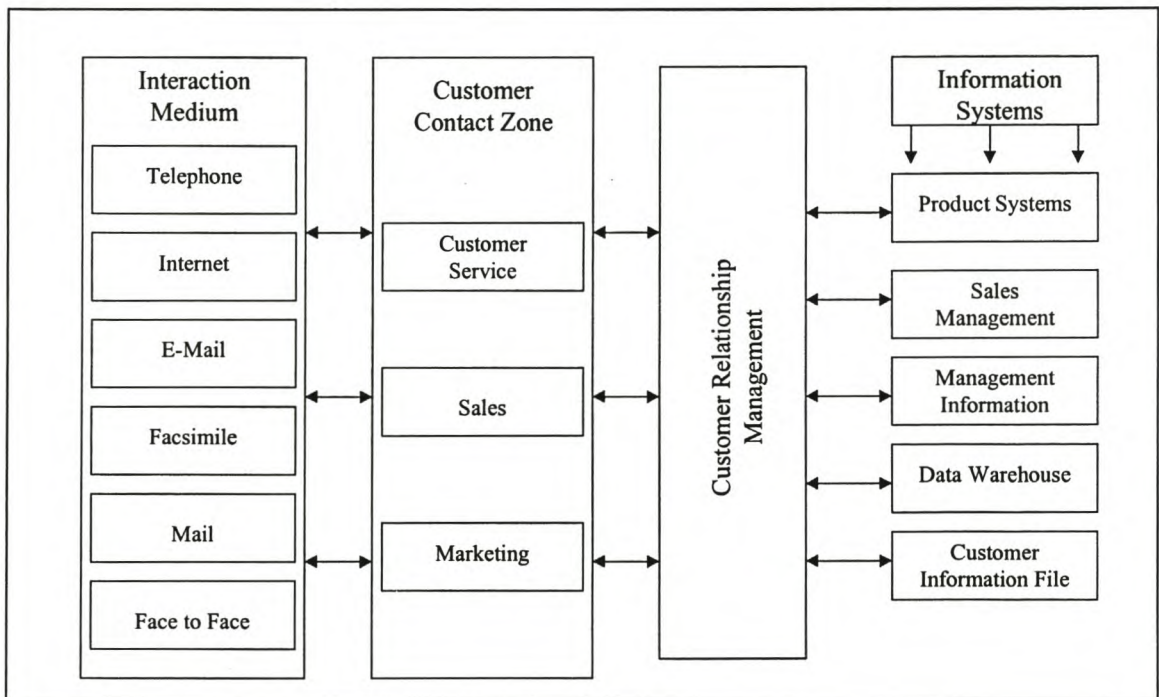 Interaction
Medium
Telephone
Internet
E-Mail
Facsimile
Mail
Face to Face
Customer
Contact Zone
Customer
Service
Sales
Marketing
Customer Relationship
Management
Information
Systems
Product Systems
Sales
Management
Management
Information
Data Warehouse
Customer
Information File